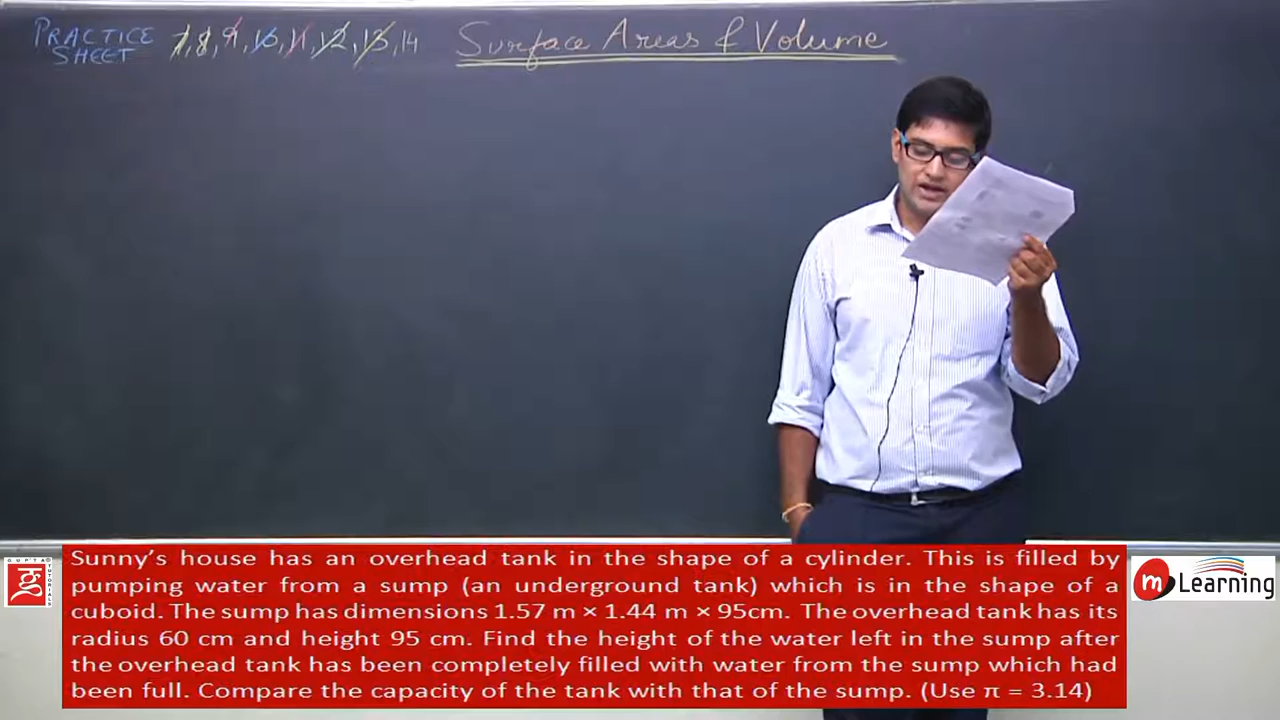 PRACTICE SHEET 7, 8, 9, 10, 11, 12, 13, 14
Surface Areas & Volume
Sunny's house has an overhead tank in the shape of a cylinder. This is filled by
pumping water from a sump (an underground tank) which is in the shape of a
cuboid. The sump has dimensions 1.57 m × 1.44 m × 95cm. The overhead tank has its
radius 60 cm and height 95 cm. Find the height of the water left in the sump after
the overhead tank has been completely filled with water from the sump which had
been full. Compare the capacity of the tank with that of the sump. (Use π = 3.14)
GUPTA
TUTORIALS
ग
m Learning